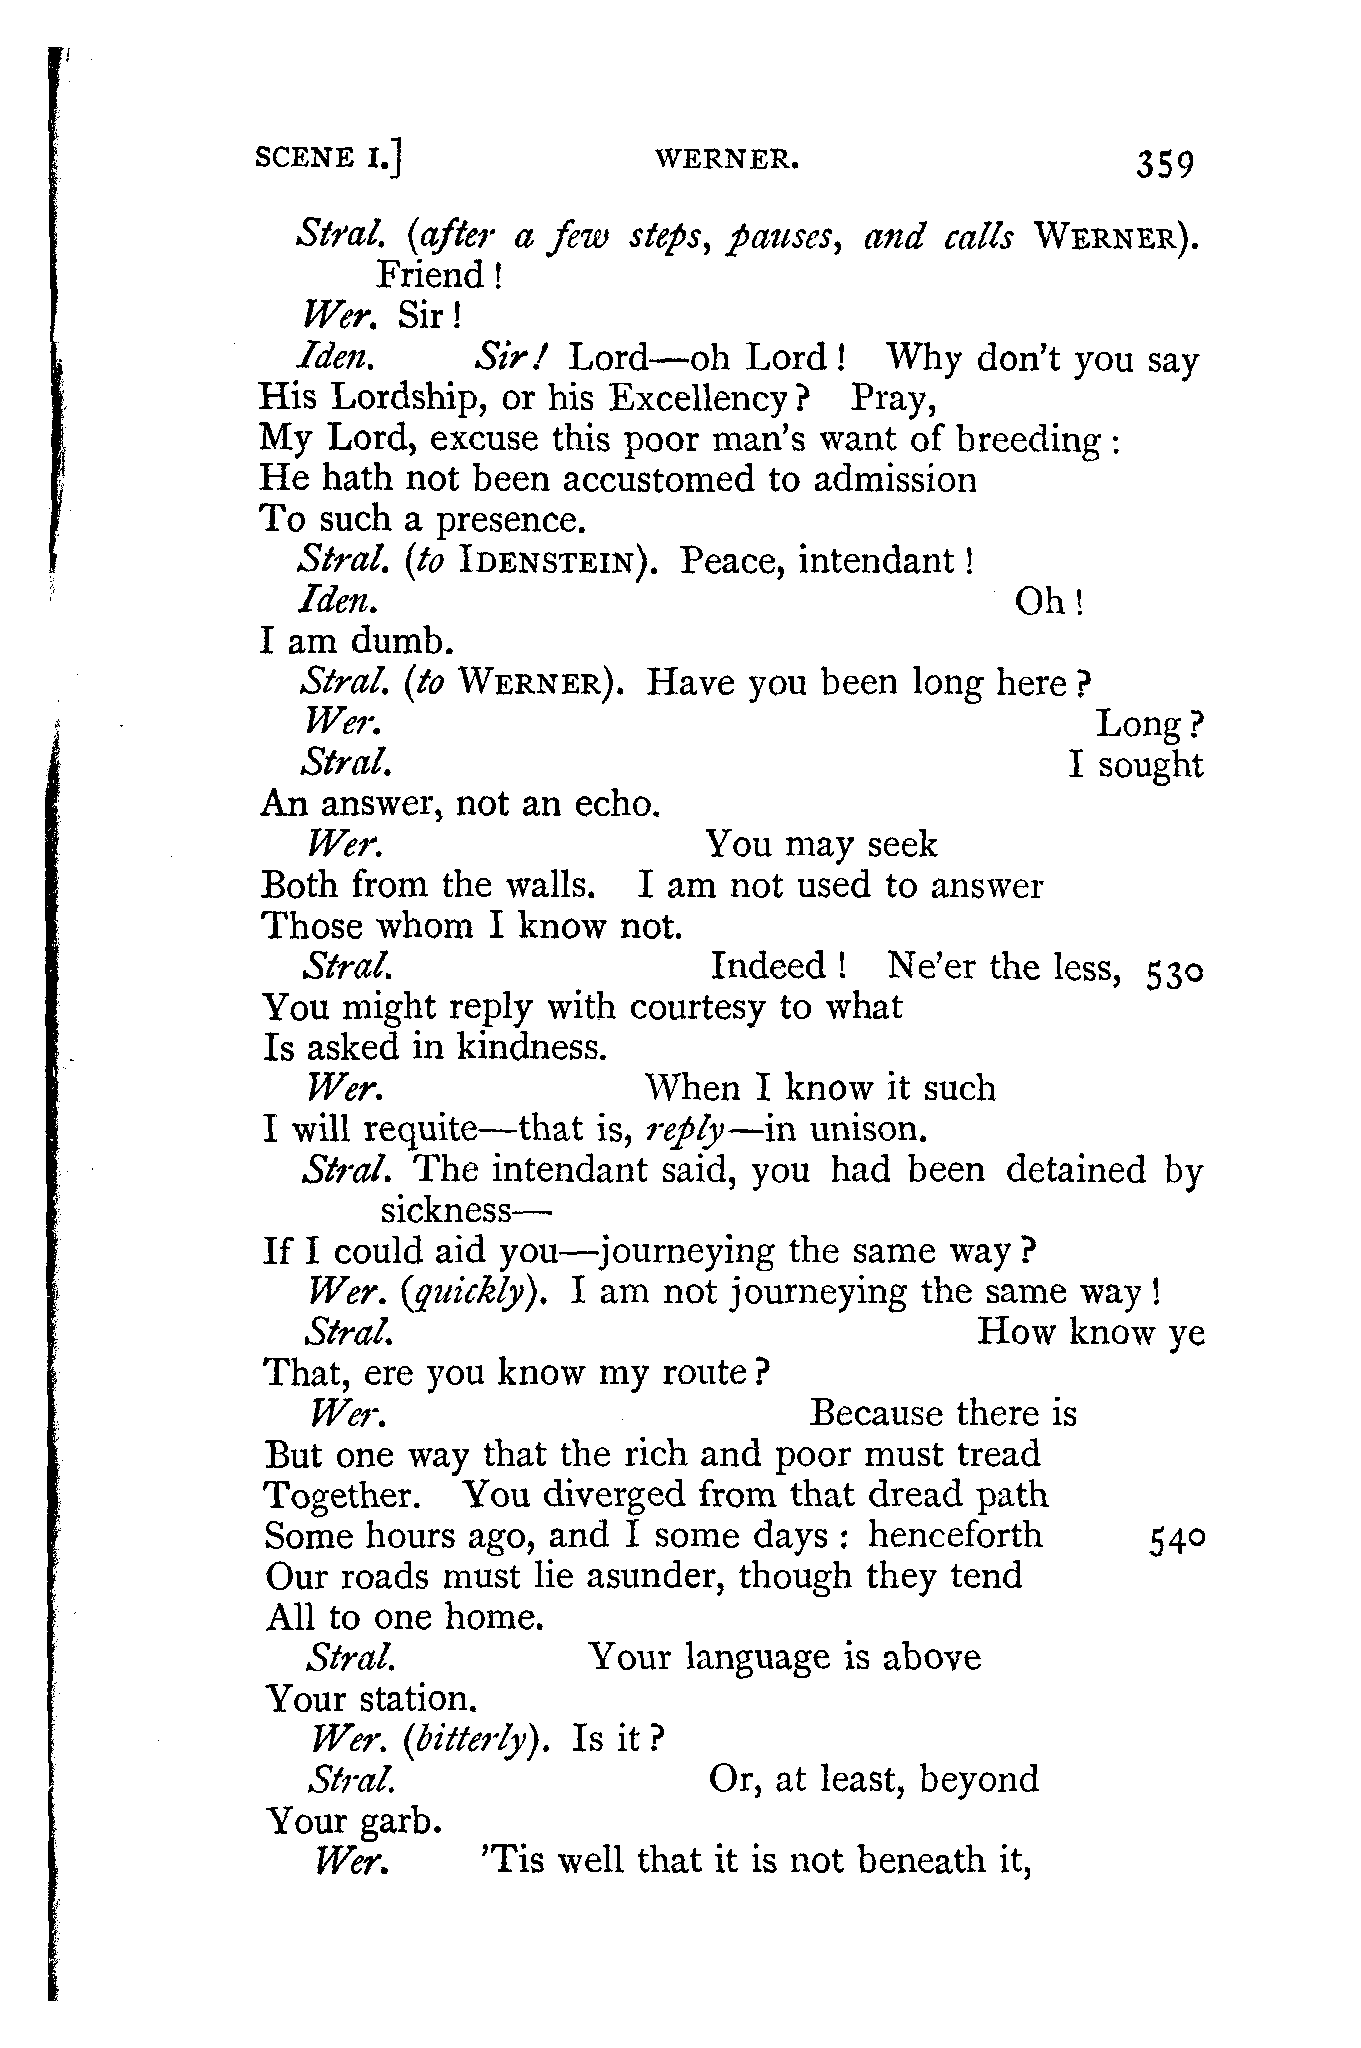 SCENE I.] WERNER. 359
Stral. (after a few steps, pauses, and calls WERNER).
Friend!
Wer. Sir!
Iden. Sir! Lord—oh Lord! Why don't you say
His Lordship, or his Excellency? Pray,
My Lord, excuse this poor man's want of breeding:
He hath not been accustomed to admission
To such a presence.
Stral. (to IDENSTEIN). Peace, intendant!
Iden. Oh!
I am dumb.
Stral. (to WERNER). Have you been long here?
Wer. Long?
Stral. I sought
An answer, not an echo.
Wer. You may seek
Both from the walls. I am not used to answer
Those whom I know not.
Stral. Indeed! Ne'er the less, 530
You might reply with courtesy to what
Is asked in kindness.
Wer. When I know it such
I will requite—that is, reply—in unison.
Stral. The intendant said, you had been detained by
sickness—
If I could aid you—journeying the same way?
Wer. (quickly). I am not journeying the same way!
Stral. How know ye
That, ere you know my route?
Wer. Because there is
But one way that the rich and poor must tread
Together. You diverged from that dread path
Some hours ago, and I some days: henceforth 540
Our roads must lie asunder, though they tend
All to one home.
Stral. Your language is above
Your station.
Wer. (bitterly). Is it?
Stral. Or, at least, beyond
Your garb.
Wer. 'Tis well that it is not beneath it,